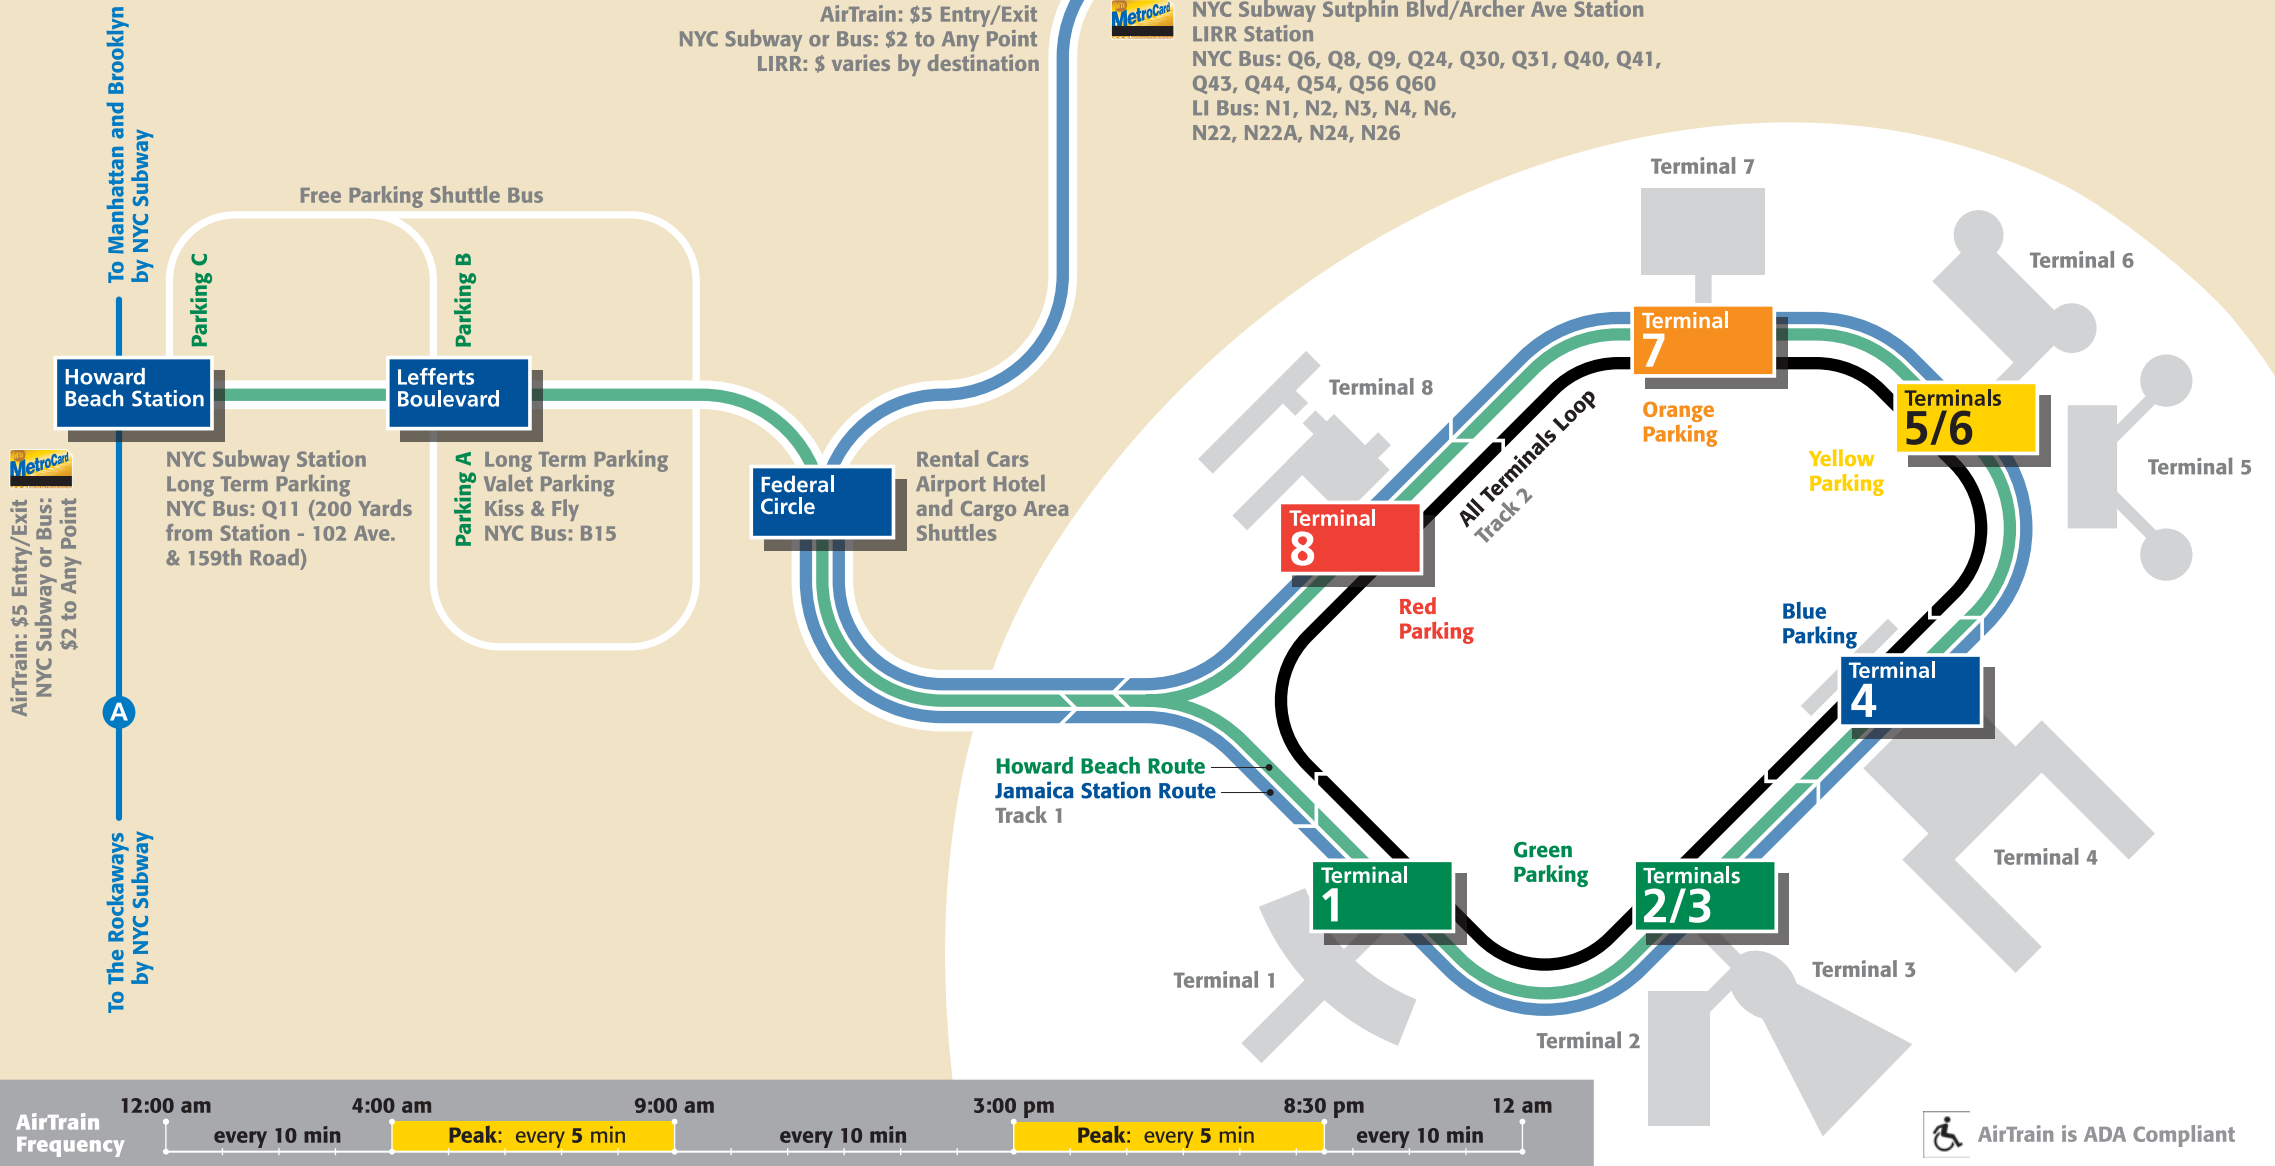 AirTrain: $5 Entry/Exit
NYC Subway or Bus: $2 to Any Point
LIRR: $ varies by destination
MetroCard
NYC Subway Sutphin Blvd/Archer Ave Station
LIRR Station
NYC Bus: Q6, Q8, Q9, Q24, Q30, Q31, Q40, Q41,
Q43, Q44, Q54, Q56 Q60
LI Bus: N1, N2, N3, N4, N6,
N22, N22A, N24, N26
To Manhattan and Brooklyn
by NYC Subway
Free Parking Shuttle Bus
Parking C
Parking B
Howard
Beach Station
Lefferts
Boulevard
MetroCard
AirTrain: $5 Entry/Exit
NYC Subway or Bus:
$2 to Any Point
NYC Subway Station
Long Term Parking
NYC Bus: Q11 (200 Yards
from Station - 102 Ave.
& 159th Road)
Parking A
Long Term Parking
Valet Parking
Kiss & Fly
NYC Bus: B15
Federal
Circle
Rental Cars
Airport Hotel
and Cargo Area
Shuttles
A
To The Rockaways
by NYC Subway
Terminal 7
Terminal
7
Orange
Parking
Terminal 6
Terminals
5/6
Yellow
Parking
Terminal 5
Terminal 8
Terminal
8
Red
Parking
All Terminals Loop
Track 2
Blue
Parking
Terminal
4
Terminal 4
Howard Beach Route
Jamaica Station Route
Track 1
Green
Parking
Terminal
1
Terminal 1
Terminals
2/3
Terminal 3
Terminal 2
AirTrain
Frequency
12:00 am
4:00 am
9:00 am
3:00 pm
8:30 pm
12 am
every 10 min
Peak: every 5 min
every 10 min
Peak: every 5 min
every 10 min
AirTrain is ADA Compliant